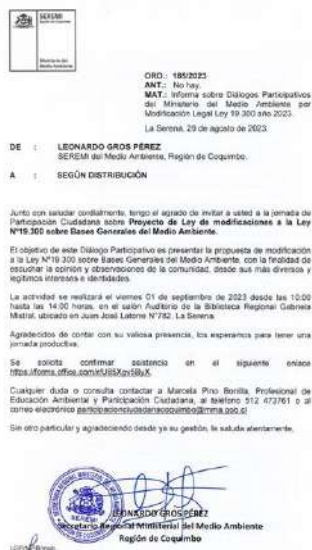 SEREMI
Región de Coquimbo
Ministerio del
Medio Ambiente
ORD.: 185/2023
ANT.: No hay.
MAT.: Informa sobre Diálogos Participativos
del Ministerio del Medio Ambiente por
Modificación Legal Ley 19.300 año 2023.
La Serena, 29 de agosto de 2023.
DE : LEONARDO GROS PÉREZ
SEREMI del Medio Ambiente, Región de Coquimbo.
A : SEGÚN DISTRIBUCIÓN
Junto con saludar cordialmente, tengo el agrado de invitar a usted a la jornada de
Participación Ciudadana sobre Proyecto de Ley de modificaciones a la Ley
N°19.300 sobre Bases Generales del Medio Ambiente.
El objetivo de este Diálogo Participativo es presentar la propuesta de modificación
a la Ley N°19.300 sobre Bases Generales del Medio Ambiente, con la finalidad de
escuchar la opinión y observaciones de la comunidad, desde sus más diversos y
legítimos intereses e identidades.
La actividad se realizará el viernes 01 de septiembre de 2023 desde las 10:00
hasta las 14:00 horas, en el salón Auditorio de la Biblioteca Regional Gabriela
Mistral, ubicado en Juan José Latorre N°782, La Serena.
Agradecidos de contar con su valiosa presencia, los esperamos para tener una
jornada productiva.
Se solicita confirmar asistencia en el siguiente enlace
Cualquier duda o consulta contactar a Marcela Pino Bonilla, Profesional de
Educación Ambiental y Participación Ciudadana, al teléfono 512 473761 o al
correo electrónico participacionciudadanacoquimbo@mma.gob.cl
Sin otro particular y agradeciendo desde ya su gestión, le saluda atentamente,
LEONARDO GROS PÉREZ
Secretario Regional Ministerial del Medio Ambiente
Región de Coquimbo